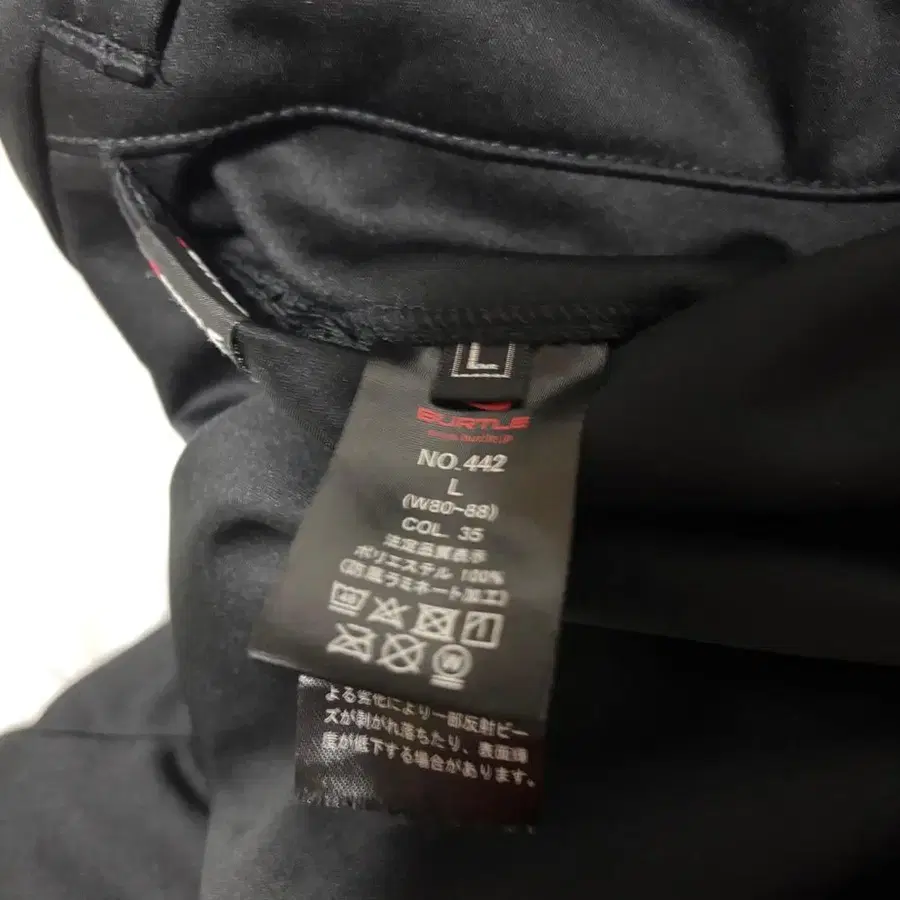 L
BURTLE
NO.442
L
(W80~88)
COL. 35
法定品質表示
ポリエステル 100%
(防風ラミネート加工)
40
W
よる劣化により一部反射ビー
ズが剥がれ落ちたり、表面輝
度が低下する場合があります。